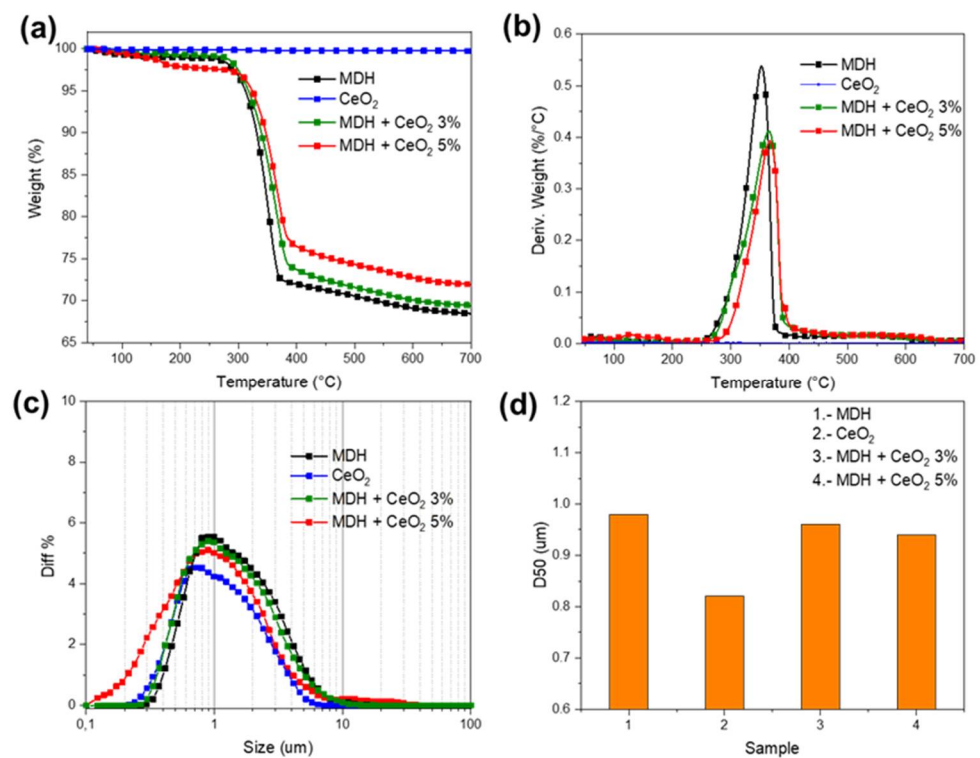 (a)
100
95
90
85
80
75
70
65
Weight (%)
MDH
CeO₂
MDH + CeO₂ 3%
MDH + CeO₂ 5%
100 200 300 400 500 600 700
Temperature (°C)
(b)
0.6
0.5
0.4
0.3
0.2
0.1
0.0
Deriv. Weight (%/°C)
MDH
CeO₂
MDH + CeO₂ 3%
MDH + CeO₂ 5%
100 200 300 400 500 600 700
Temperature (°C)
(c)
10
8
6
4
2
0
Diff %
MDH
CeO₂
MDH + CeO₂ 3%
MDH + CeO₂ 5%
0,1 1 10 100
Size (um)
(d)
1.2
1.1
1.0
0.9
0.8
0.7
0.6
D50 (um)
1.- MDH
2.- CeO₂
3.- MDH + CeO₂ 3%
4.- MDH + CeO₂ 5%
1 2 3 4
Sample